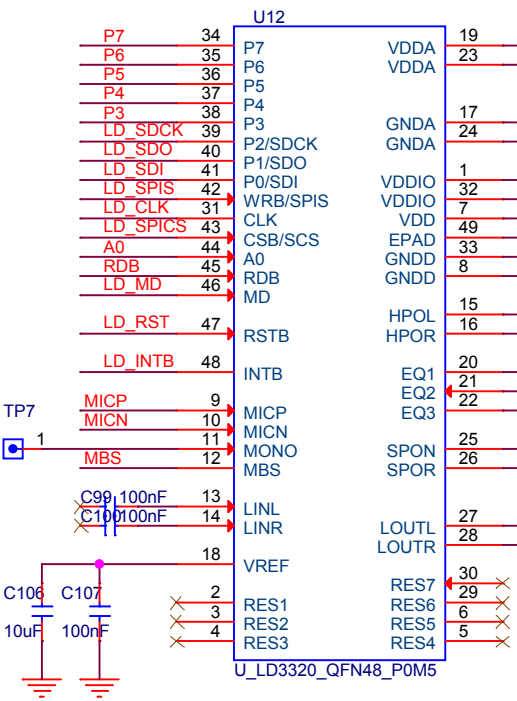 U12
P7 34 P7 VDDA 19
P6 35 P6 VDDA 23
P5 36 P5
P4 37 P4
P3 38 P3 GNDA 17
LD_SDCK 39 P2/SDCK GNDA 24
LD_SDO 40 P1/SDO
LD_SDI 41 P0/SDI VDDIO 1
LD_SPIS 42 WRB/SPIS VDDIO 32
LD_CLK 31 CLK VDD 7
LD_SPICS 43 CSB/SCS EPAD 49
A0 44 A0 GNDD 33
RDB 45 RDB GNDD 8
LD_MD 46 MD
HPOL 15
LD_RST 47 RSTB HPOR 16
LD_INTB 48 INTB EQ1 20
EQ2 21
MICP 9 MICP EQ3 22
MICN 10 MICN
TP7 1 11 MONO SPON 25
MBS 12 MBS SPOR 26
C99 100nF 13 LINL
C100 100nF 14 LINR LOUTL 27
LOUTR 28
18 VREF
RES7 30
C106 C107 2 RES1 RES6 29
10uF 100nF 3 RES2 RES5 6
4 RES3 RES4 5
U_LD3320_QFN48_P0M5